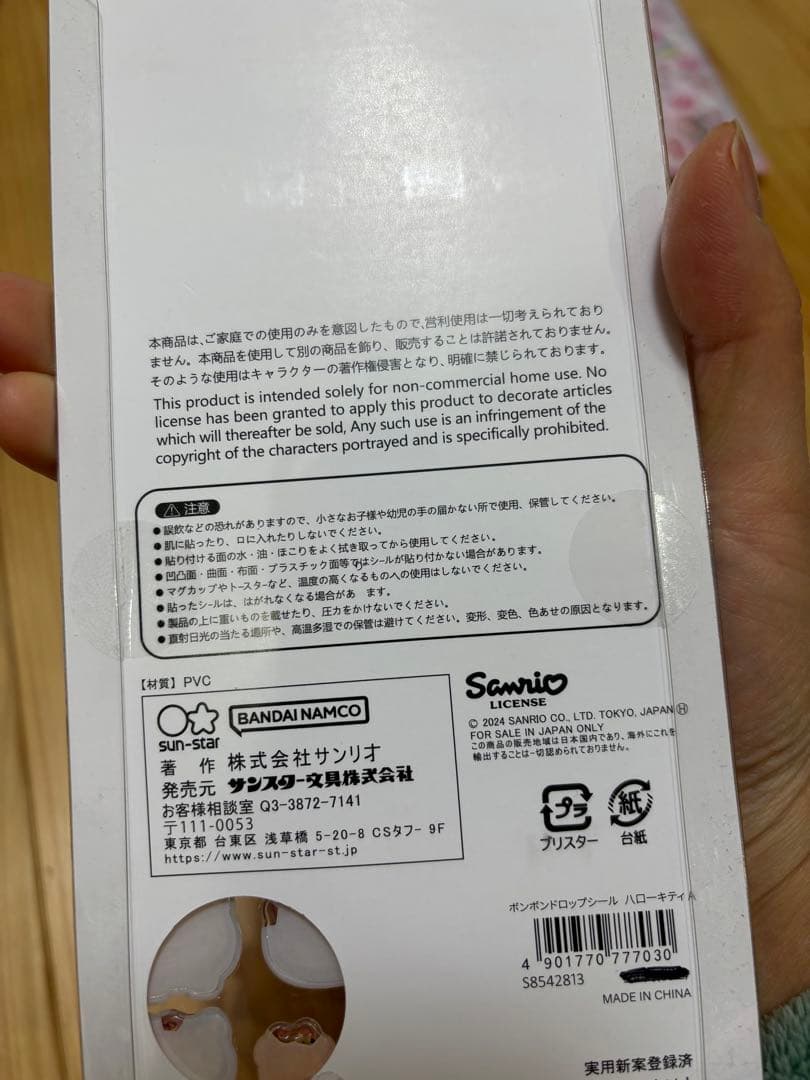 本商品は、ご家庭での使用のみを意図したもので、営利使用は一切考えられており
ません。本商品を使用して別の商品を飾り、販売することは許諾されておりません。
そのような使用はキャラクターの著作権侵害となり、明確に禁じられております。
This product is intended solely for non-commercial home use. No
license has been granted to apply this product to decorate articles
which will thereafter be sold, Any such use is an infringement of the
copyright of the characters portrayed and is specifically prohibited.
注意
●誤飲などの恐れがありますので、小さなお子様や幼児の手の届かない所で使用、保管してください。
●肌に貼ったり、口に入れたりしないでください。
●貼り付ける面の水・油・ほこりをよく拭き取ってから使用してください。
●凹凸面・曲面・布面・プラスチック面等ではシールが貼り付かない場合があります。
●マグカップやトースターなど、温度の高くなるものへの使用はしないでください。
●貼ったシールは、はがれなくなる場合があ ます。
●製品の上に重いものを載せたり、圧力をかけないでください。
●直射日光の当たる場所や、高温多湿での保管は避けてください。変形、変色、色あせの原因となります。
【材質】PVC
sun-star
BANDAI NAMCO
著 作 株式会社サンリオ
発売元 サンスター文具株式会社
お客様相談室 Q3-3872-7141
〒111-0053
東京都 台東区 浅草橋 5-20-8 CSタフ- 9F
https://www.sun-star-st.jp
Sanrio
LICENSE
© 2024 SANRIO CO., LTD. TOKYO, JAPAN Ⓗ
FOR SALE IN JAPAN ONLY
この商品の販売地域は日本国内であり、海外にこれを
輸出することは一切認められておりません。
プラ
ブリスター
紙
台紙
ボンボンドロップシール ハローキティA
4 901770 777030
S8542813
MADE IN CHINA
実用新案登録済